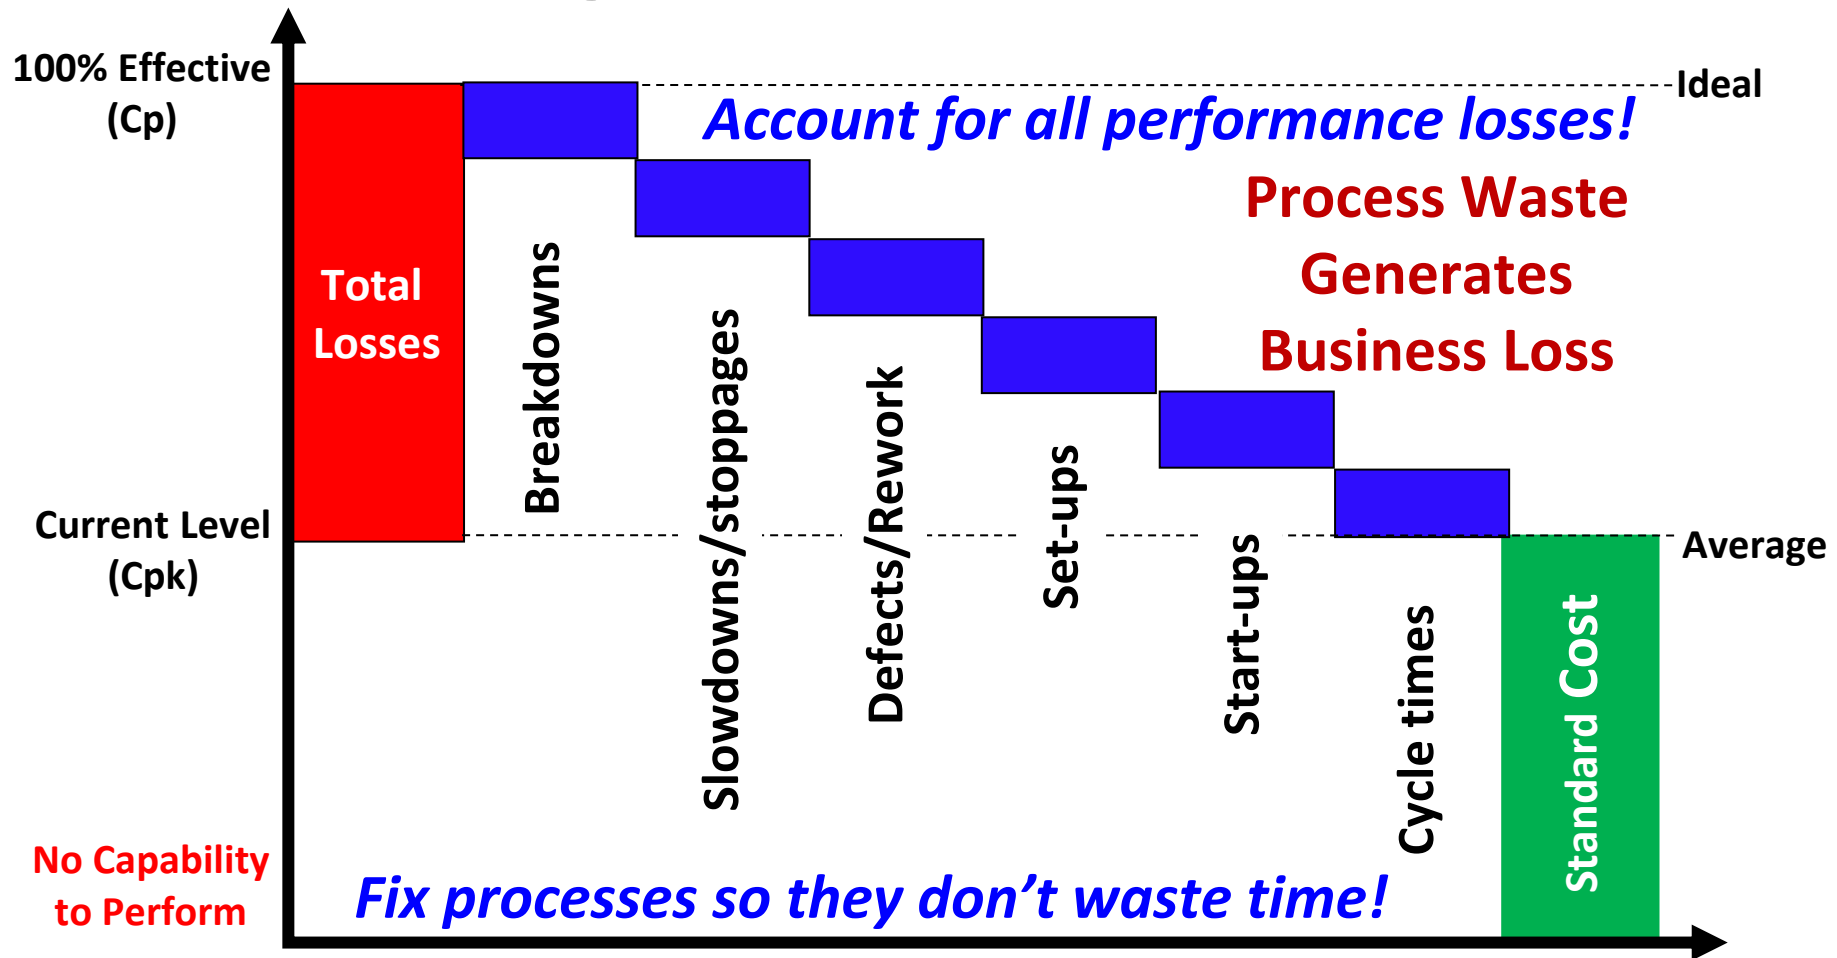 100% Effective
(Cp)
Ideal
Account for all performance losses!
Process Waste
Generates
Business Loss
Total
Losses
Breakdowns
Slowdowns/stoppages
Defects/Rework
Set-ups
Start-ups
Cycle times
Current Level
(Cpk)
Average
Standard Cost
No Capability
to Perform
Fix processes so they don’t waste time!